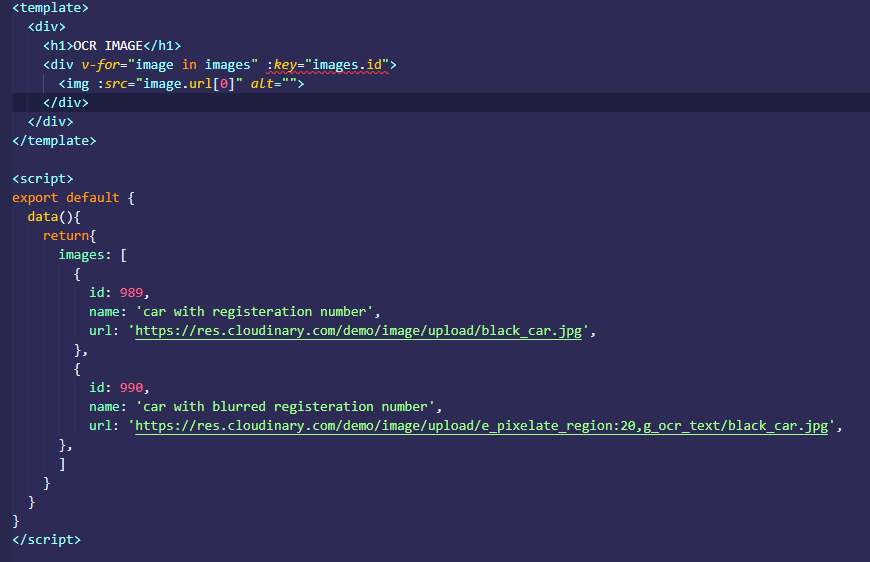 <template>
  <div>
    <h1>OCR IMAGE</h1>
    <div v-for="image in images" :key="images.id">
      <img :src="image.url[0]" alt="">
    </div>
  </div>
</template>

<script>
export default {
  data(){
    return{
      images: [
        {
          id: 989,
          name: 'car with registeration number',
          url: 'https://res.cloudinary.com/demo/image/upload/black_car.jpg',
        },
        {
          id: 990,
          name: 'car with blurred registeration number',
          url: 'https://res.cloudinary.com/demo/image/upload/e_pixelate_region:20,g_ocr_text/black_car.jpg',
      },
      ]
    }
  }
}
</script>